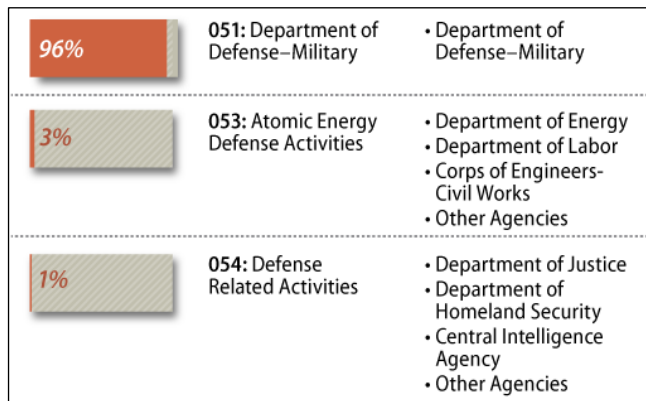 96%
051: Department of
Defense–Military
• Department of
Defense–Military
3%
053: Atomic Energy
Defense Activities
• Department of Energy
• Department of Labor
• Corps of Engineers-
Civil Works
• Other Agencies
1%
054: Defense
Related Activities
• Department of Justice
• Department of
Homeland Security
• Central Intelligence
Agency
• Other Agencies